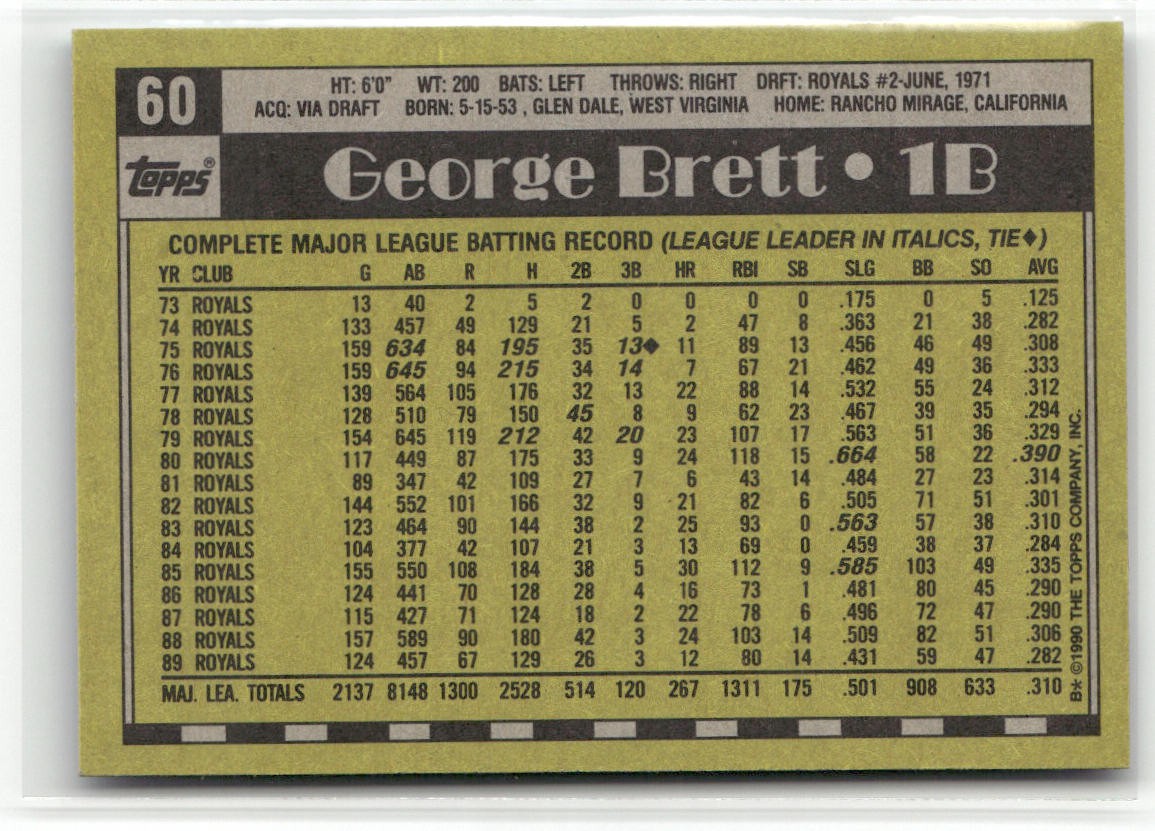 60
HT: 6'0" WT: 200 BATS: LEFT THROWS: RIGHT DRFT: ROYALS #2-JUNE, 1971
ACQ: VIA DRAFT BORN: 5-15-53 , GLEN DALE, WEST VIRGINIA HOME: RANCHO MIRAGE, CALIFORNIA
Topps®
George Brett • 1B
COMPLETE MAJOR LEAGUE BATTING RECORD (LEAGUE LEADER IN ITALICS, TIE♦)
YR CLUB G AB R H 2B 3B HR RBI SB SLG BB SO AVG
73 ROYALS 13 40 2 5 2 0 0 0 0 .175 0 5 .125
74 ROYALS 133 457 49 129 21 5 2 47 8 .363 21 38 .282
75 ROYALS 159 634 84 195 35 13♦ 11 89 13 .456 46 49 .308
76 ROYALS 159 645 94 215 34 14 7 67 21 .462 49 36 .333
77 ROYALS 139 564 105 176 32 13 22 88 14 .532 55 24 .312
78 ROYALS 128 510 79 150 45 8 9 62 23 .467 39 35 .294
79 ROYALS 154 645 119 212 42 20 23 107 17 .563 51 36 .329
80 ROYALS 117 449 87 175 33 9 24 118 15 .664 58 22 .390
81 ROYALS 89 347 42 109 27 7 6 43 14 .484 27 23 .314
82 ROYALS 144 552 101 166 32 9 21 82 6 .505 71 51 .301
83 ROYALS 123 464 90 144 38 2 25 93 0 .563 57 38 .310
84 ROYALS 104 377 42 107 21 3 13 69 0 .459 38 37 .284
85 ROYALS 155 550 108 184 38 5 30 112 9 .585 103 49 .335
86 ROYALS 124 441 70 128 28 4 16 73 1 .481 80 45 .290
87 ROYALS 115 427 71 124 18 2 22 78 6 .496 72 47 .290
88 ROYALS 157 589 90 180 42 3 24 103 14 .509 82 51 .306
89 ROYALS 124 457 67 129 26 3 12 80 14 .431 59 47 .282
MAJ. LEA. TOTALS 2137 8148 1300 2528 514 120 267 1311 175 .501 908 633 .310
B* ©1990 THE TOPPS COMPANY, INC.